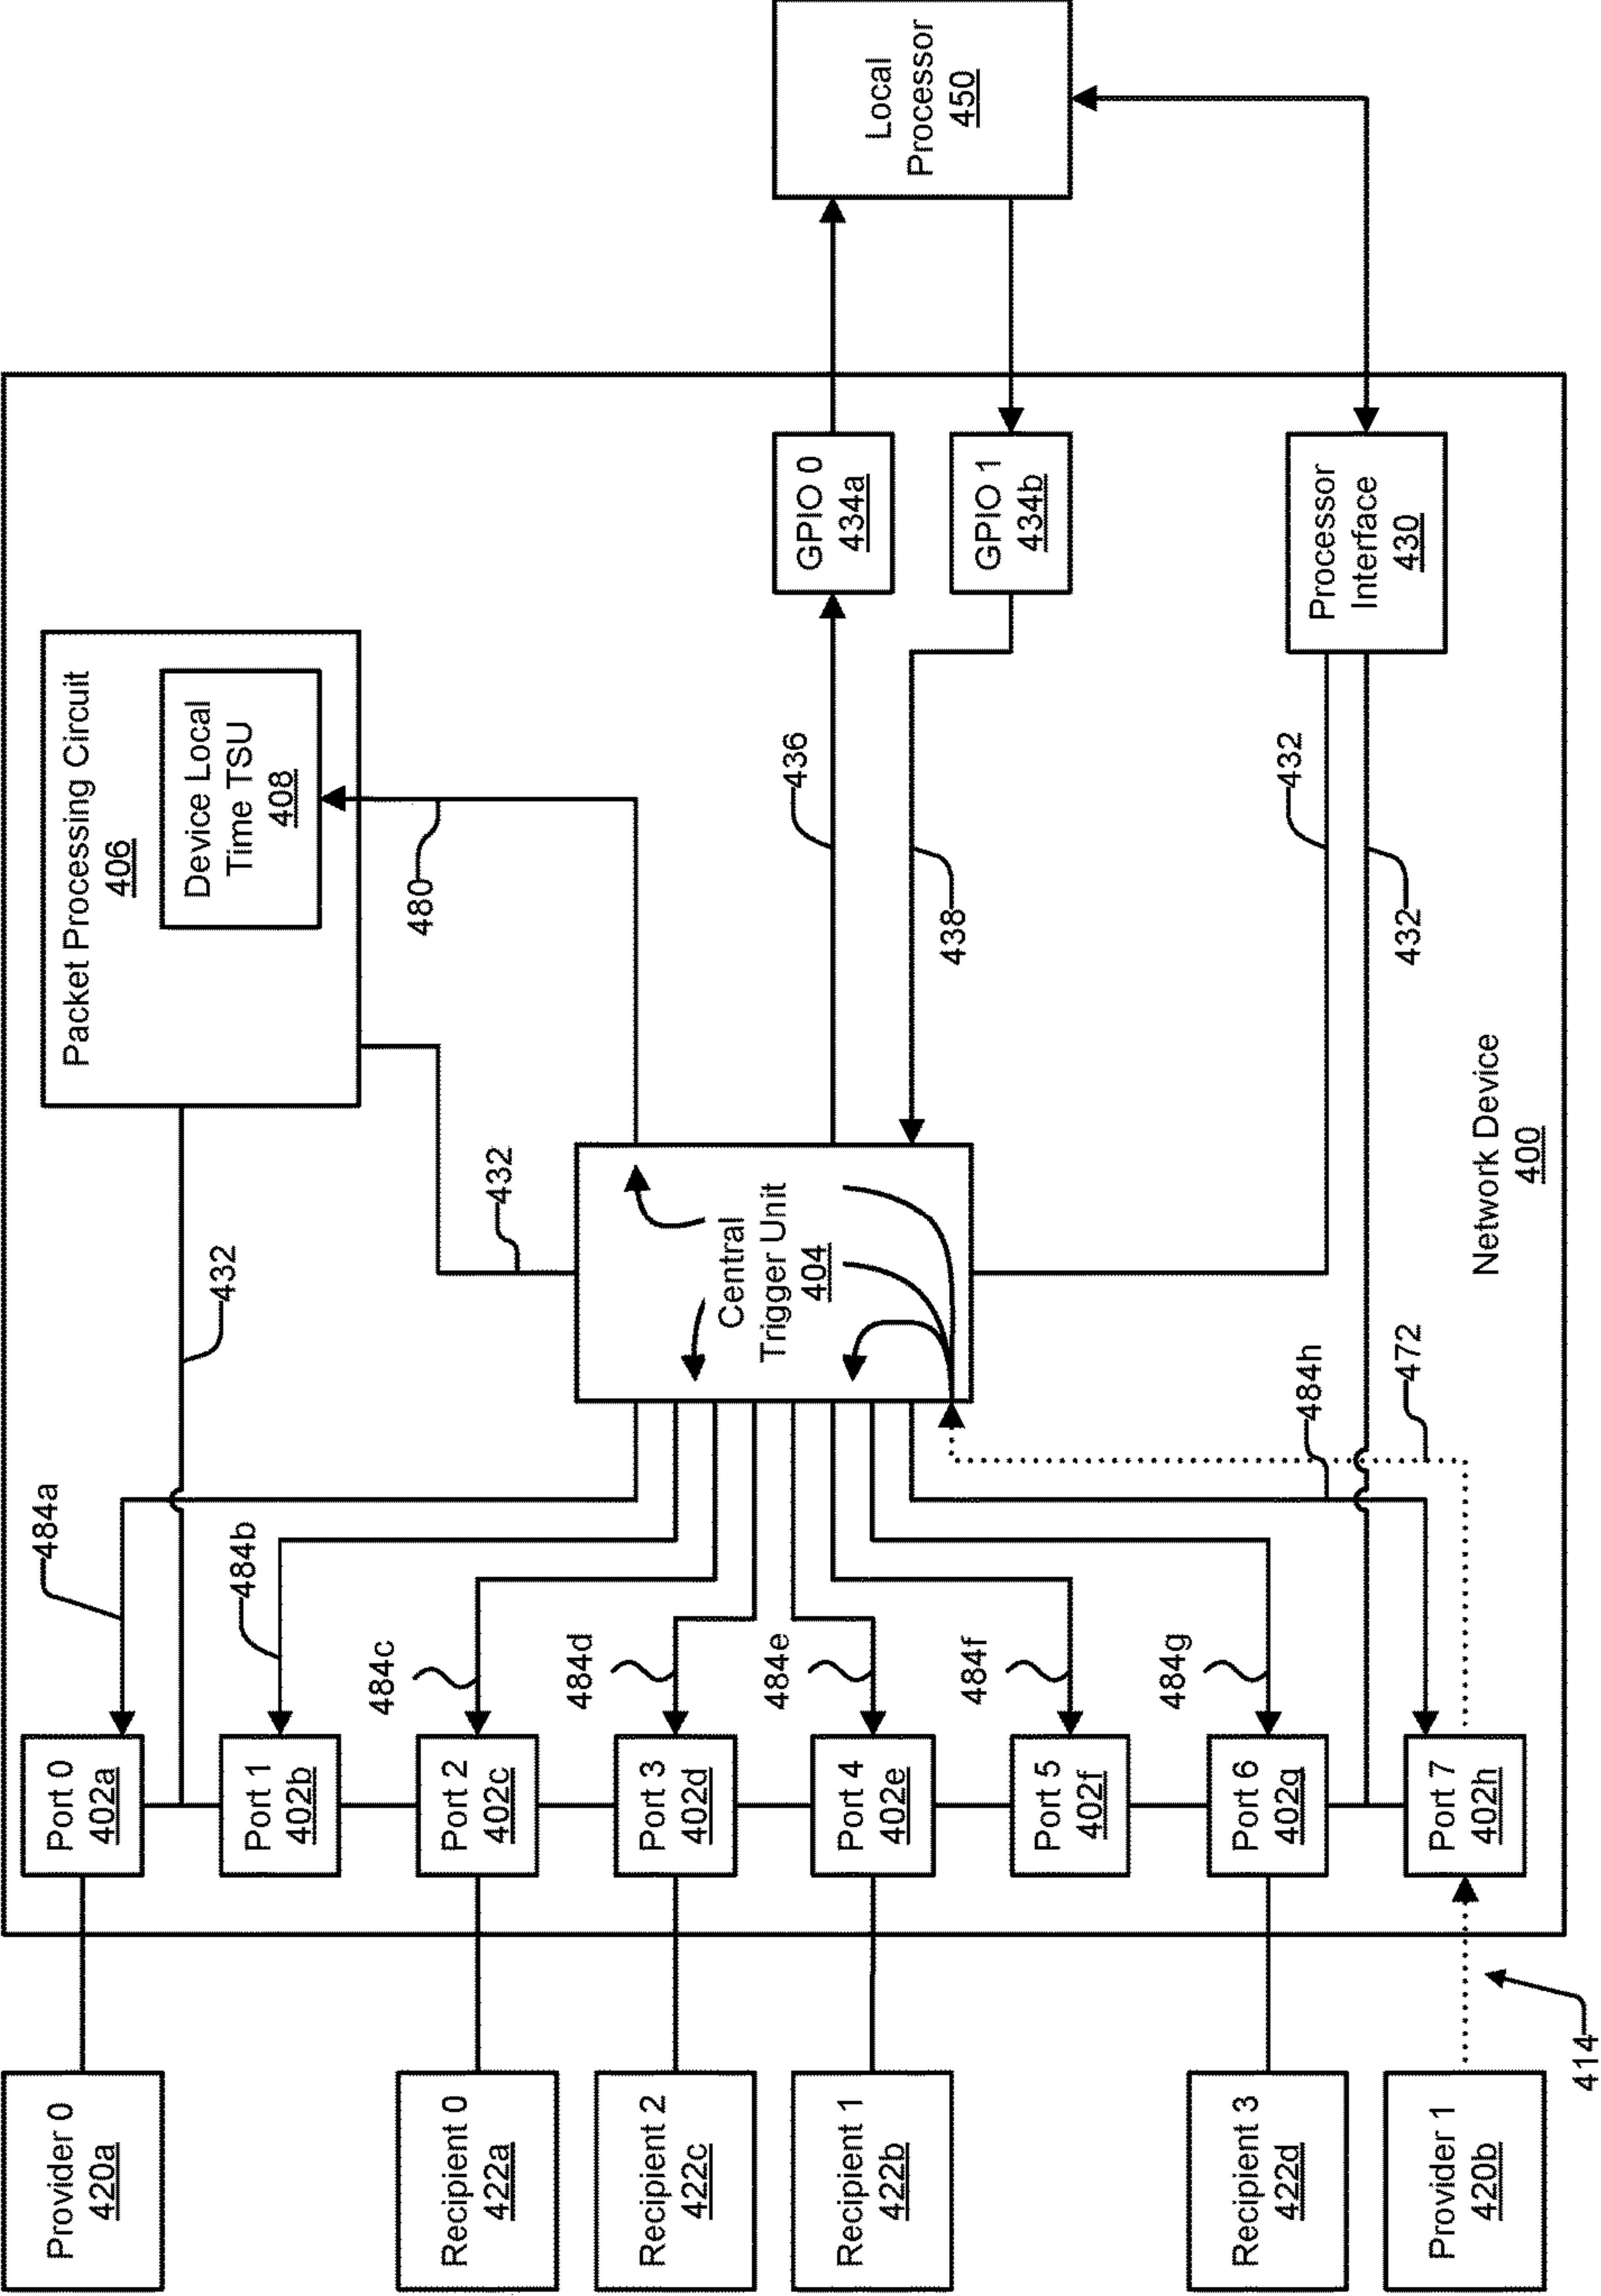 Provider 0
420a
Recipient 0
422a
Recipient 2
422c
Recipient 1
422b
Recipient 3
422d
Provider 1
420b
414
Port 0
402a
Port 1
402b
Port 2
402c
Port 3
402d
Port 4
402e
Port 5
402f
Port 6
402g
Port 7
402h
484a
484b
484c
484d
484e
484f
484g
484h
472
432
432
Central
Trigger Unit
404
Network Device
400
Packet Processing Circuit
406
Device Local
Time TSU
408
480
436
438
432
432
GPIO 0
434a
GPIO 1
434b
Processor
Interface
430
Local
Processor
450